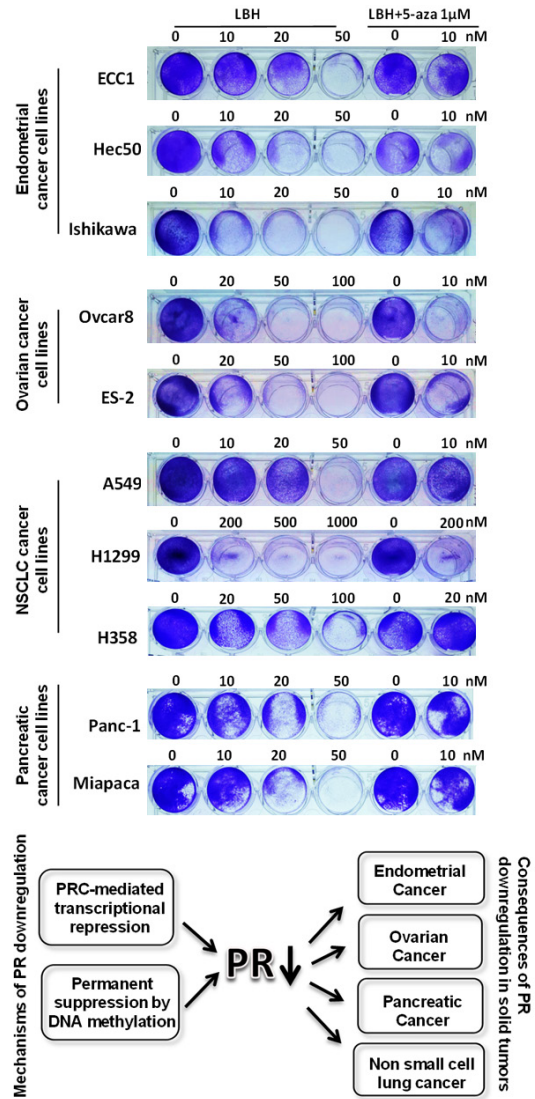 LBH
LBH+5-aza 1µM
0 10 20 50 0 10 nM
ECC1
0 10 20 50 0 10
Hec50
0 10 20 50 0 10
Ishikawa
Endometrial
cancer cell lines
0 20 50 100 0 10
Ovcar8
0 20 50 100 0 10
ES-2
Ovarian cancer
cell lines
0 10 20 50 0 10 nM
A549
0 200 500 1000 0 200 nM
H1299
0 20 50 100 0 20 nM
H358
NSCLC cancer
cell lines
0 10 20 50 0 10 nM
Panc-1
0 10 20 50 0 10
Miapaca
Pancreatic
cancer cell lines
Mechanisms of PR downregulation
PRC-mediated
transcriptional
repression
Permanent
suppression by
DNA methylation
PR
Endometrial
Cancer
Ovarian
Cancer
Pancreatic
Cancer
Non small cell
lung cancer
Consequences of PR
downregulation in solid tumors